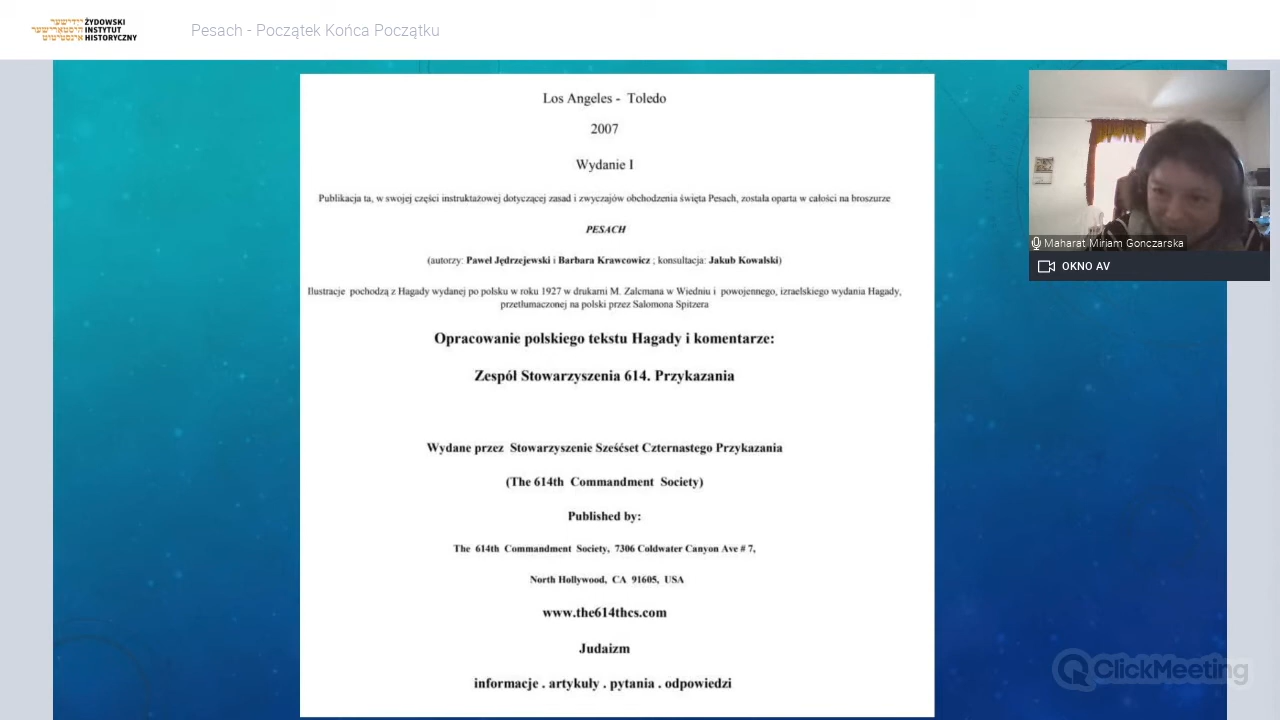 ייִדישער
היסטאָרישער
אינסטיטוט
ŻYDOWSKI
INSTYTUT
HISTORYCZNY
Pesach - Początek Końca Początku
Los Angeles - Toledo
2007
Wydanie I
Publikacja ta, w swojej części instruktażowej dotyczącej zasad i zwyczajów obchodzenia święta Pesach, została oparta w całości na broszurze
PESACH
(autorzy: Paweł Jędrzejewski i Barbara Krawcowicz ; konsultacja: Jakub Kowalski)
Ilustracje pochodzą z Hagady wydanej po polsku w roku 1927 w drukarni M. Zalcmana w Wiedniu i powojennego, izraelskiego wydania Hagady,
przetłumaczonej na polski przez Salomona Spitzera
Opracowanie polskiego tekstu Hagady i komentarze:
Zespół Stowarzyszenia 614. Przykazania
Wydane przez Stowarzyszenie Sześćset Czternastego Przykazania
(The 614th Commandment Society)
Published by:
The 614th Commandment Society, 7306 Coldwater Canyon Ave # 7,
North Hollywood, CA 91605, USA
www.the614thcs.com
Judaizm
informacje . artykuły . pytania . odpowiedzi
Maharat Miriam Gonczarska
OKNO AV
ClickMeeting